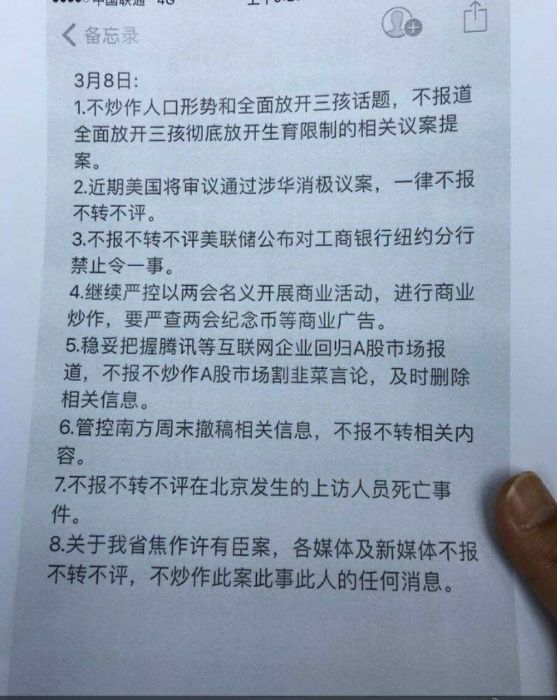 中国联通 4G
备忘录
3月8日:
1.不炒作人口形势和全面放开三孩话题，不报道
全面放开三孩彻底放开生育限制的相关议案提
案。
2.近期美国将审议通过涉华消极议案，一律不报
不转不评。
3.不报不转不评美联储公布对工商银行纽约分行
禁止令一事。
4.继续严控以两会名义开展商业活动，进行商业
炒作，要严查两会纪念币等商业广告。
5.稳妥把握腾讯等互联网企业回归A股市场报
道，不报不炒作A股市场割韭菜言论，及时删除
相关信息。
6.管控南方周末撤稿相关信息，不报不转相关内
容。
7.不报不转不评在北京发生的上访人员死亡事
件。
8.关于我省焦作许有臣案，各媒体及新媒体不报
不转不评，不炒作此案此事此人的任何消息。